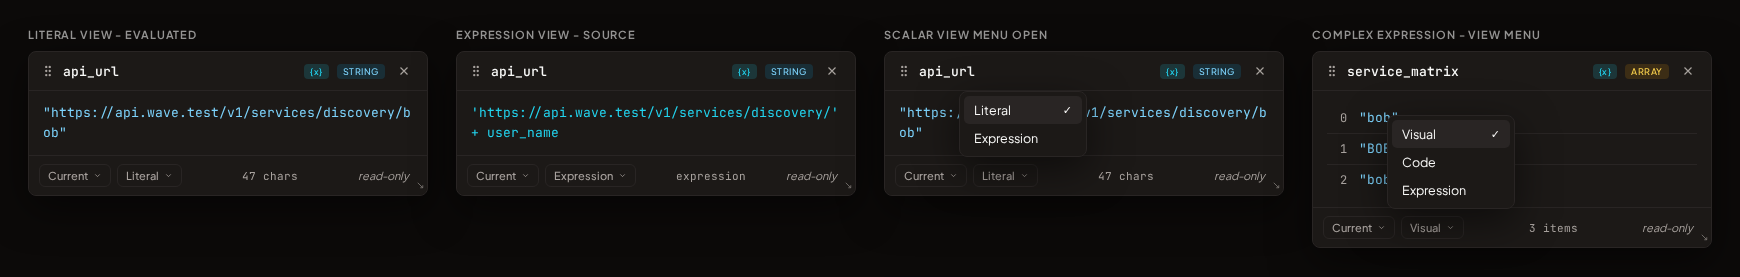 LITERAL VIEW - EVALUATED
api_url
{x} STRING ×
"https://api.wave.test/v1/services/discovery/b
ob"
Current Literal 47 chars read-only
EXPRESSION VIEW - SOURCE
api_url
{x} STRING ×
'https://api.wave.test/v1/services/discovery/'
+ user_name
Current Expression expression read-only
SCALAR VIEW MENU OPEN
api_url
{x} STRING ×
"https:/
v1/services/discovery/b
ob"
Literal ✓
Expression
Current Literal 47 chars read-only
COMPLEX EXPRESSION - VIEW MENU
service_matrix
{x} ARRAY ×
0 "bob"
1 "BOB
2 "bob
Visual ✓
Code
Expression
Current Visual 3 items read-only